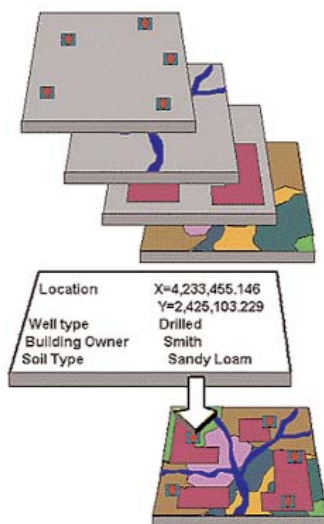 Location X=4,233,455.146
Y=2,425,103.229
Well type Drilled
Building Owner Smith
Soil Type Sandy Loam